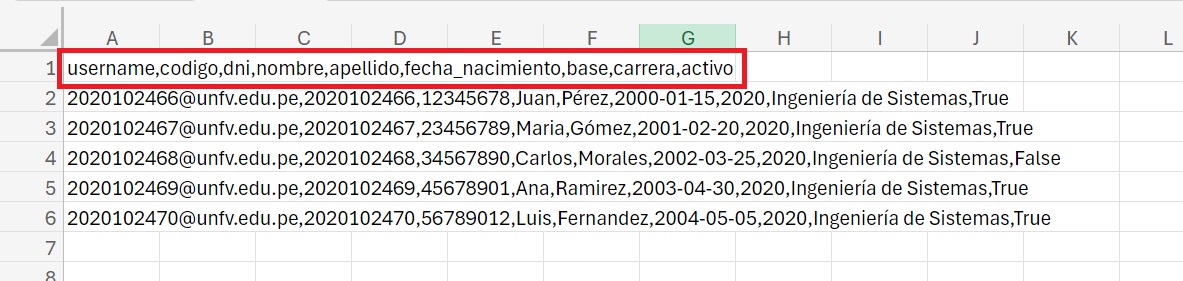 A B C D E F G H I J K L
1 username,codigo,dni,nombre,apellido,fecha_nacimiento,base,carrera,activo
2 2020102466@unfv.edu.pe,2020102466,12345678,Juan,Pérez,2000-01-15,2020,Ingeniería de Sistemas,True
3 2020102467@unfv.edu.pe,2020102467,23456789,Maria,Gómez,2001-02-20,2020,Ingeniería de Sistemas,True
4 2020102468@unfv.edu.pe,2020102468,34567890,Carlos,Morales,2002-03-25,2020,Ingeniería de Sistemas,False
5 2020102469@unfv.edu.pe,2020102469,45678901,Ana,Ramirez,2003-04-30,2020,Ingeniería de Sistemas,True
6 2020102470@unfv.edu.pe,2020102470,56789012,Luis,Fernandez,2004-05-05,2020,Ingeniería de Sistemas,True
7
8